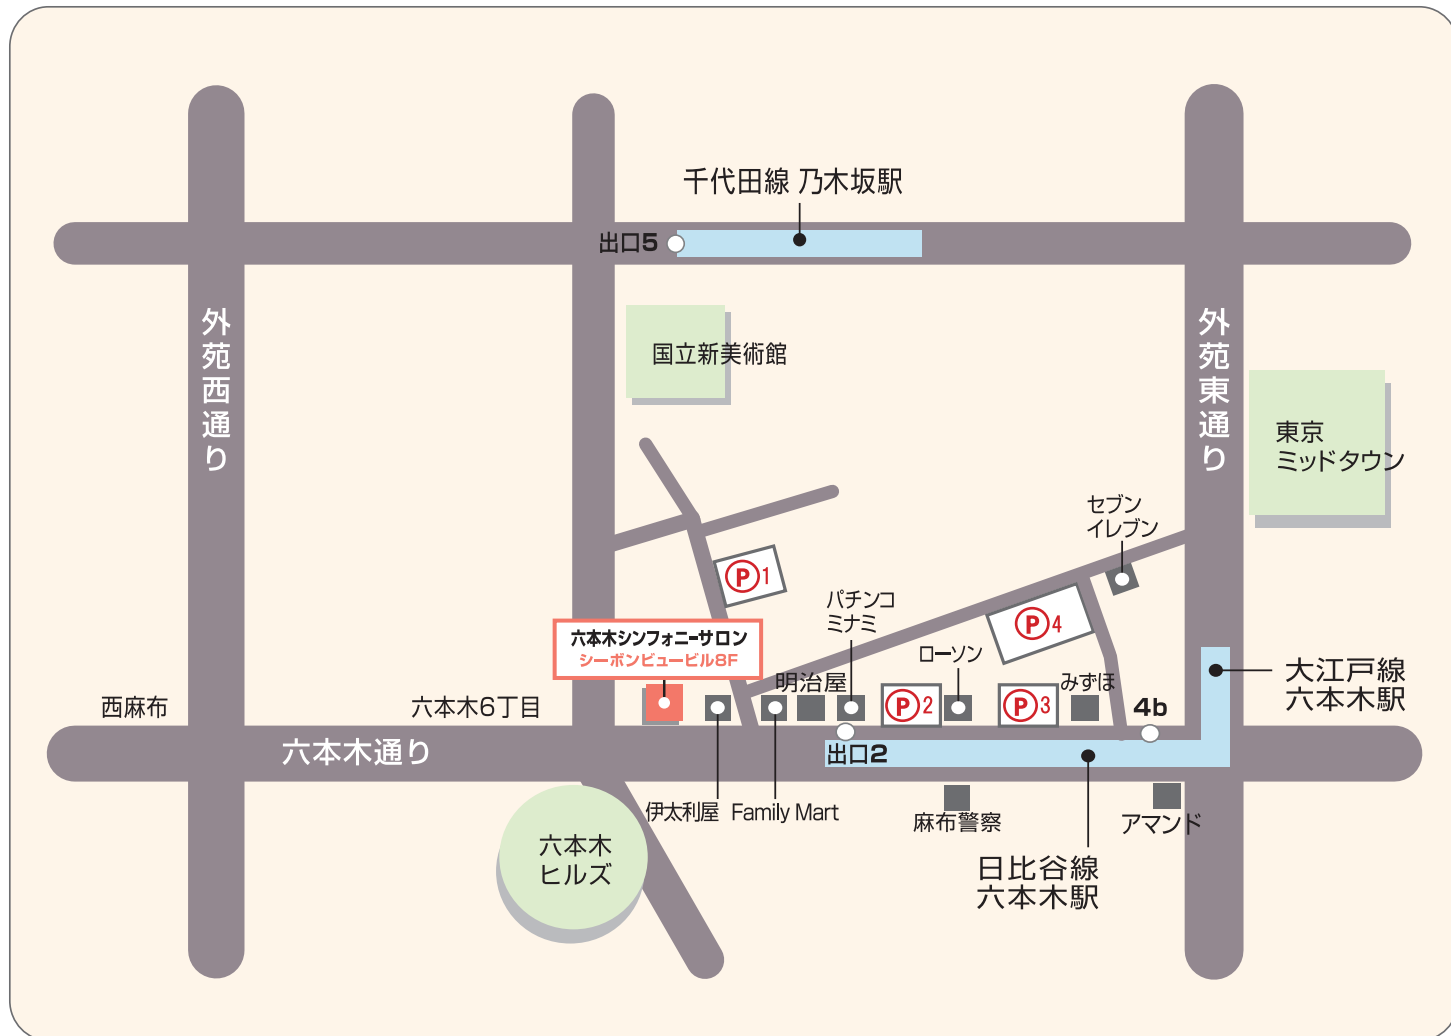 千代田線 乃木坂駅
出口5
外苑西通り
外苑東通り
国立新美術館
東京
ミッドタウン
セブン
イレブン
P1
パチンコ
ミナミ
P4
六本木シンフォニーサロン
シーボンビュービル8F
ローソン
明治屋
みずほ
大江戸線
六本木駅
西麻布
六本木6丁目
P2
P3
4b
六本木通り
出口2
伊太利屋
Family Mart
麻布警察
アマンド
六本木
ヒルズ
日比谷線
六本木駅